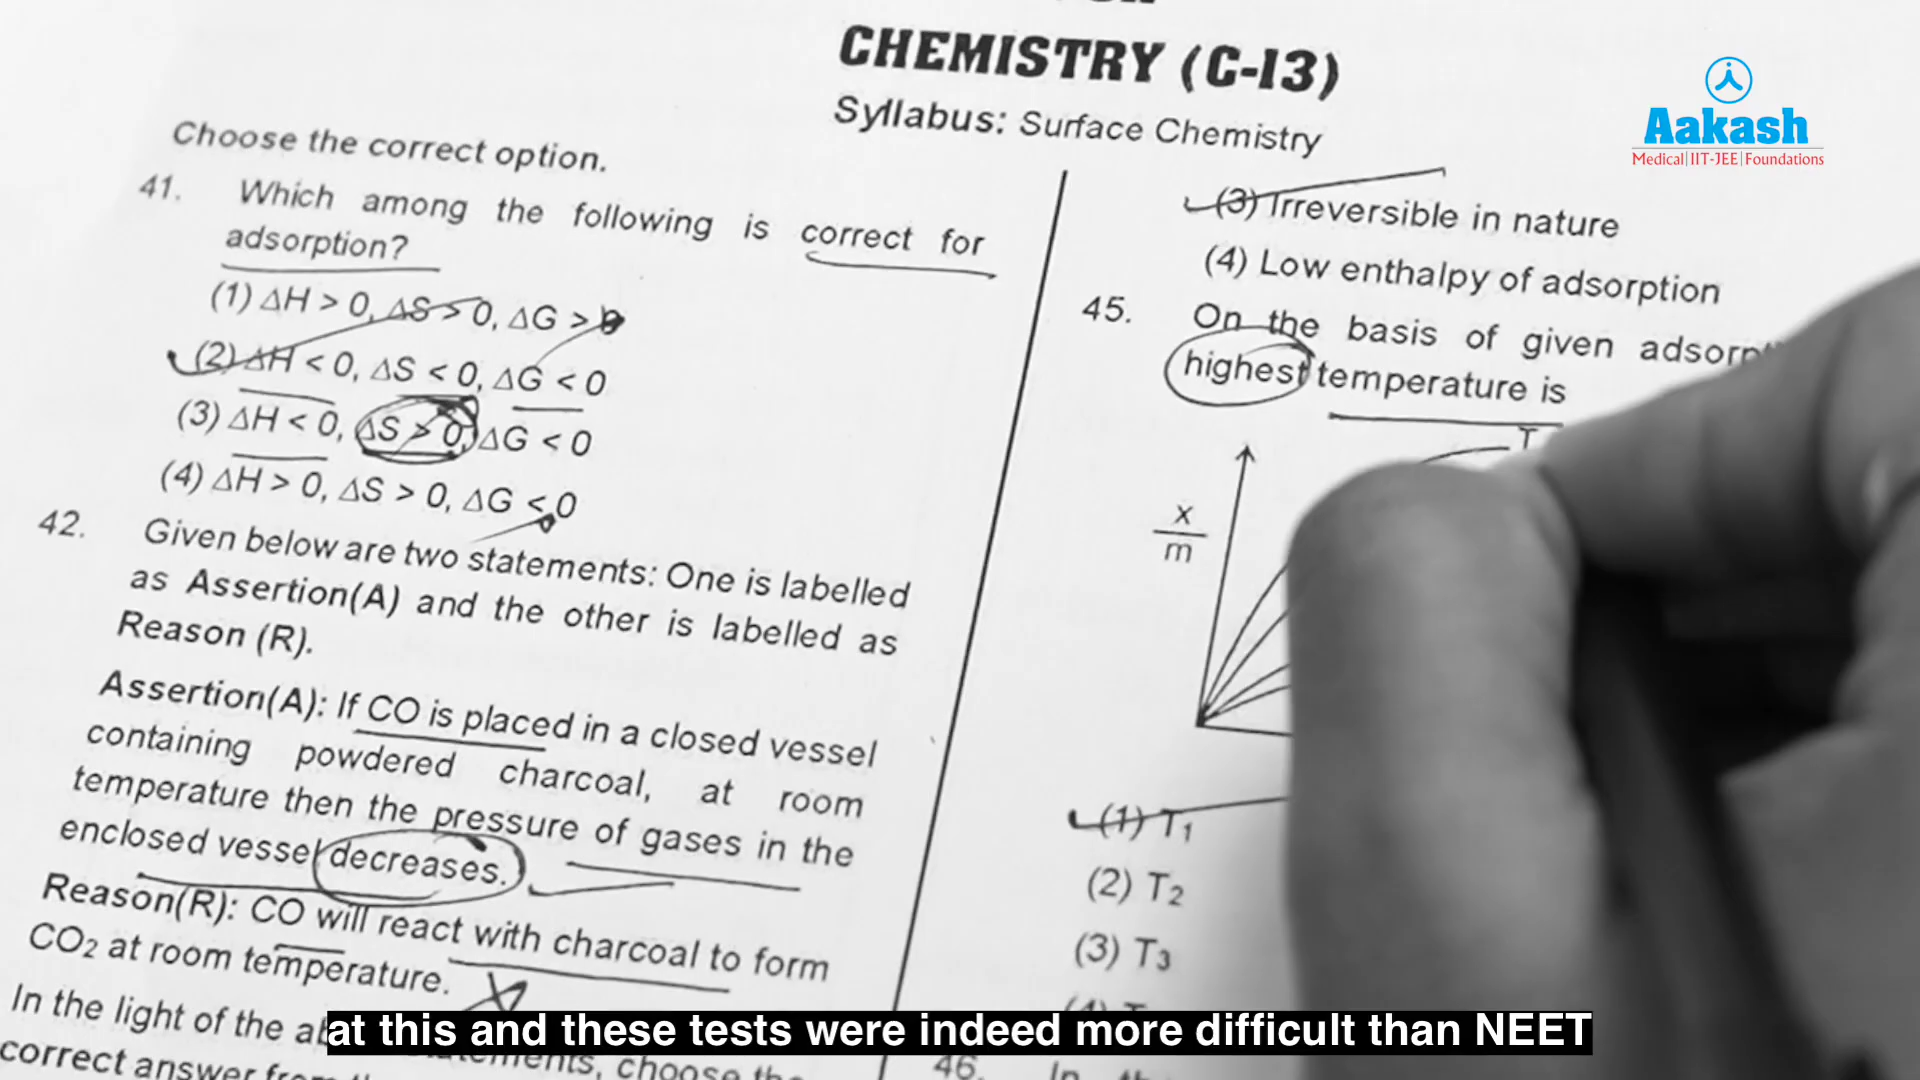 CHEMISTRY (C-13)
Syllabus: Surface Chemistry
Aakash
Medical|IIT-JEE|Foundations
Choose the correct option.
41. Which among the following is correct for
adsorption?
(1) ΔH > 0, ΔS > 0, ΔG >
(2) ΔH < 0, ΔS < 0, ΔG < 0
(3) ΔH < 0, ΔS > 0, ΔG < 0
(4) ΔH > 0, ΔS > 0, ΔG < 0
42. Given below are two statements: One is labelled
as Assertion(A) and the other is labelled as
Reason (R).
Assertion(A): If CO is placed in a closed vessel
containing powdered charcoal, at room
temperature then the pressure of gases in the
enclosed vessel decreases.
Reason(R): CO will react with charcoal to form
CO2 at room temperature.
In the light of the
correct answer
choose
(3) Irreversible in nature
(4) Low enthalpy of adsorption
45. On the basis of given
highest temperature is
x
m
(1) T1
(2) T2
(3) T3
46. In
at this and these tests were indeed more difficult than NEET